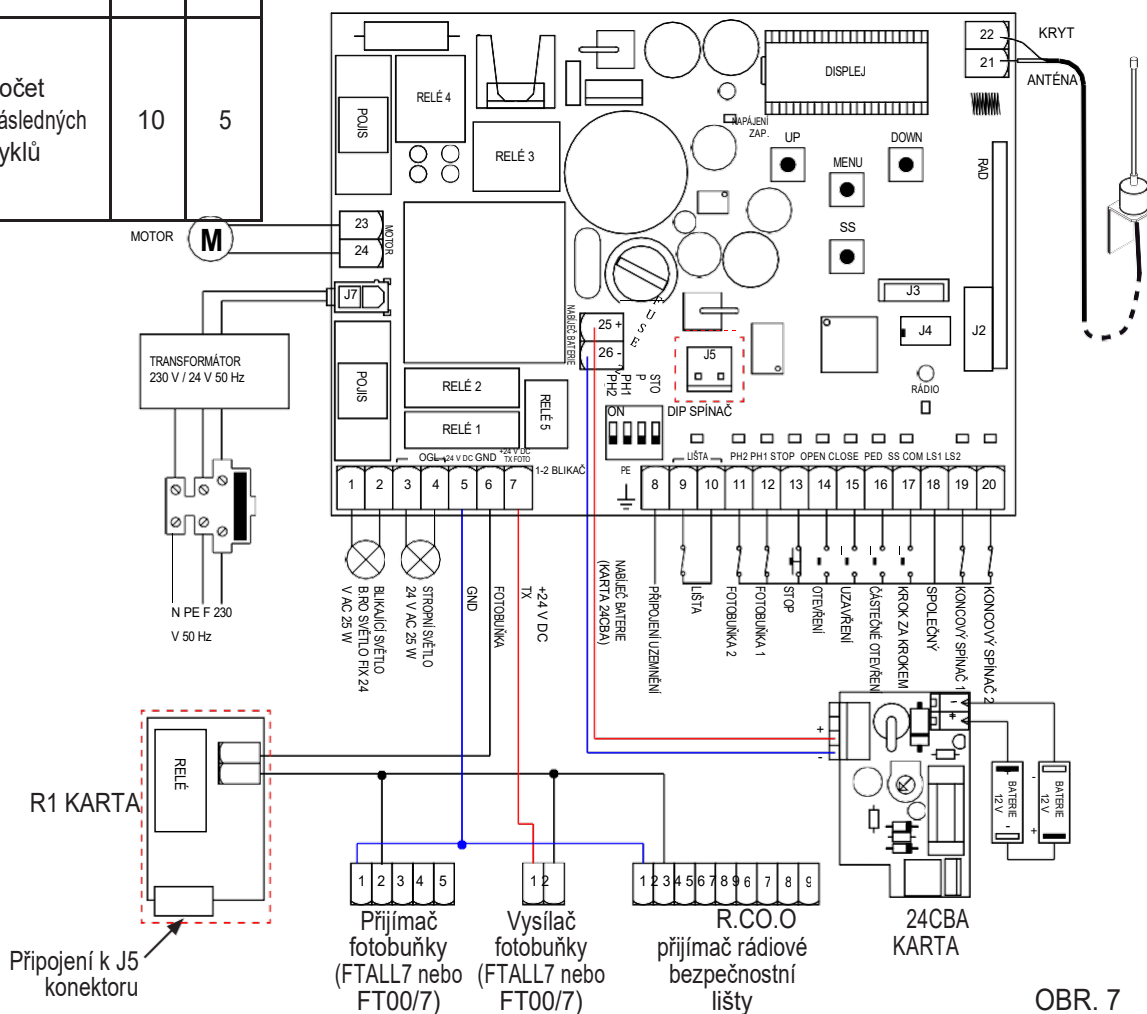 očet
ásledných
yklů
10
5
MOTOR
M
TRANSFORMÁTOR
230 V / 24 V 50 Hz
N PE F 230
V 50 Hz
POJIS
RELÉ 4
RELÉ 3
DISPLEJ
22
21
KRYT
ANTÉNA
NAPÁJENÍ
ZAP.
UP
DOWN
MENU
SS
RAD
23
24
MOTOR
J7
POJIS
NABÍJEČ BATERIE
25 +
26 -
FUSE
J5
J3
J4
J2
RÁDIO
RELÉ 2
RELÉ 1
RELÉ 5
PH2
PH1
STO
P
ON
DIP SPÍNAČ
OGL
+24 V DC
GND
+24 V DC
TX FOTO
1-2 BLIKAČ
PE
LIŠTA
PH2 PH1 STOP OPEN CLOSE PED SS COM LS1 LS2
1 2 3 4 5 6 7
8 9 10 11 12 13 14 15 16 17 18 19 20
BLIKAJÍCÍ SVĚTLO
B.RO SVĚTLO FIX 24
V AC 25 W
STROPNÍ SVĚTLO
24 V AC 25 W
GND
FOTOBUŇKA
+24 V DC
TX
NABÍJEČ BATERIE
(KARTA 24CBA)
PŘIPOJENÍ UZEMNĚNÍ
LIŠTA
FOTOBUŇKA 2
FOTOBUŇKA 1
STOP
OTEVŘENÍ
UZAVŘENÍ
ČÁSTEČNÉ OTEVŘENÍ
KROK ZA KROKEM
SPOLEČNÝ
KONCOVÝ SPÍNAČ 1
KONCOVÝ SPÍNAČ 2
R1 KARTA
RELÉ
Připojení k J5
konektoru
1 2 3 4 5
Přijímač
fotobuňky
(FTALL7 nebo
FT00/7)
1 2
Vysílač
fotobuňky
(FTALL7 nebo
FT00/7)
1 2 3 4 5 6 7 8 9 6 7 8 9
R.CO.O
přijímač rádiové
bezpečnostní
lišty
+
-
-
+
BATERIE
12 V
+
-
BATERIE
12 V
-
+
24CBA
KARTA
OBR. 7